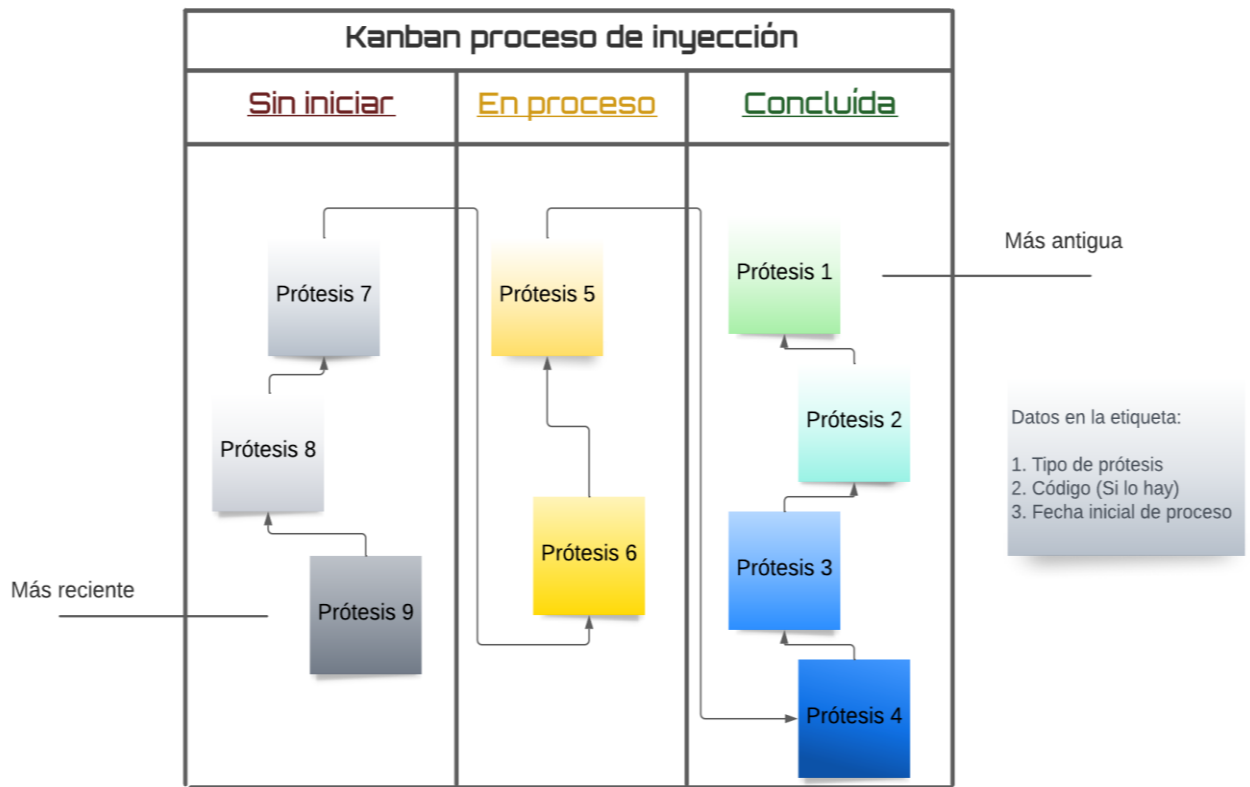 Kanban proceso de inyección
Sin iniciar
En proceso
Concluída
Prótesis 7
Prótesis 8
Prótesis 9
Prótesis 5
Prótesis 6
Prótesis 1
Prótesis 2
Prótesis 3
Prótesis 4
Más antigua
Más reciente
Datos en la etiqueta:
1. Tipo de prótesis
2. Código (Si lo hay)
3. Fecha inicial de proceso